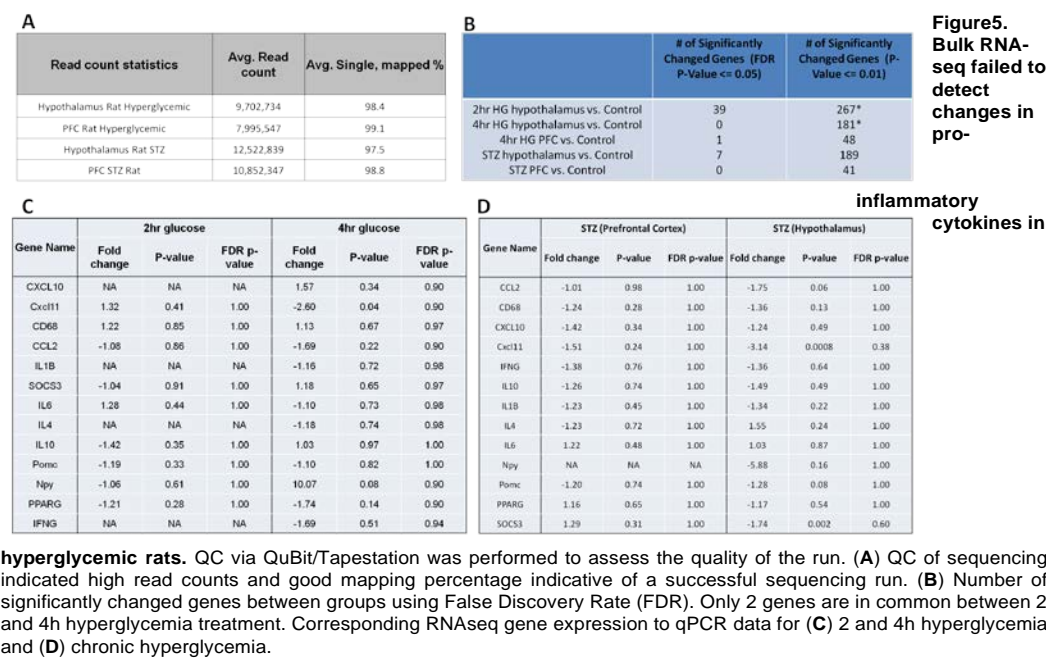 A
Read count statistics Avg. Read count Avg. Single, mapped %
Hypothalamus Rat Hyperglycemic 9,702,734 98.4
PFC Rat Hyperglycemic 7,995,547 99.1
Hypothalamus Rat STZ 12,522,839 97.5
PFC STZ Rat 10,852,347 98.8
B
# of Significantly Changed Genes (FDR P-Value <= 0.05) # of Significantly Changed Genes (P-Value <= 0.01)
2hr HG hypothalamus vs. Control 39 267*
4hr HG hypothalamus vs. Control 0 181*
4hr HG PFC vs. Control 1 48
STZ hypothalamus vs. Control 7 189
STZ PFC vs. Control 0 41
Figure5.
Bulk RNA-
seq failed to
detect
changes in
pro-
inflammatory
cytokines in
C
2hr glucose 4hr glucose
Gene Name Fold change P-value FDR p-value Fold change P-value FDR p-value
CXCL10 NA NA NA 1.57 0.34 0.90
Cxcl11 1.32 0.41 1.00 -2.60 0.04 0.90
CD68 1.22 0.85 1.00 1.13 0.67 0.97
CCL2 -1.08 0.86 1.00 -1.69 0.22 0.90
IL1B NA NA NA -1.16 0.72 0.98
SOCS3 -1.04 0.91 1.00 1.18 0.65 0.97
IL6 1.28 0.44 1.00 -1.10 0.73 0.98
IL4 NA NA NA -1.18 0.74 0.98
IL10 -1.42 0.35 1.00 1.03 0.97 1.00
Pomc -1.19 0.33 1.00 -1.10 0.82 1.00
Npy -1.06 0.61 1.00 10.07 0.08 0.90
PPARG -1.21 0.28 1.00 -1.74 0.14 0.90
IFNG NA NA NA -1.69 0.51 0.94
D
STZ (Prefrontal Cortex) STZ (Hypothalamus)
Gene Name Fold change P-value FDR p-value Fold change P-value FDR p-value
CCL2 -1.01 0.98 1.00 -1.75 0.06 1.00
CD68 -1.24 0.28 1.00 -1.36 0.13 1.00
CXCL10 -1.42 0.34 1.00 -1.24 0.49 1.00
Cxcl11 -1.51 0.24 1.00 -3.14 0.0008 0.38
IFNG -1.38 0.76 1.00 -1.36 0.64 1.00
IL10 -1.26 0.74 1.00 -1.49 0.49 1.00
IL1B -1.23 0.45 1.00 -1.34 0.22 1.00
IL4 -1.23 0.72 1.00 1.55 0.24 1.00
IL6 1.22 0.48 1.00 1.03 0.87 1.00
Npy NA NA NA -5.88 0.16 1.00
Pomc -1.20 0.74 1.00 -1.28 0.08 1.00
PPARG 1.16 0.65 1.00 -1.17 0.54 1.00
SOCS3 1.29 0.31 1.00 -1.74 0.002 0.60
hyperglycemic rats. QC via QuBit/Tapestation was performed to assess the quality of the run. (A) QC of sequencing
indicated high read counts and good mapping percentage indicative of a successful sequencing run. (B) Number of
significantly changed genes between groups using False Discovery Rate (FDR). Only 2 genes are in common between 2
and 4h hyperglycemia treatment. Corresponding RNAseq gene expression to qPCR data for (C) 2 and 4h hyperglycemia
and (D) chronic hyperglycemia.